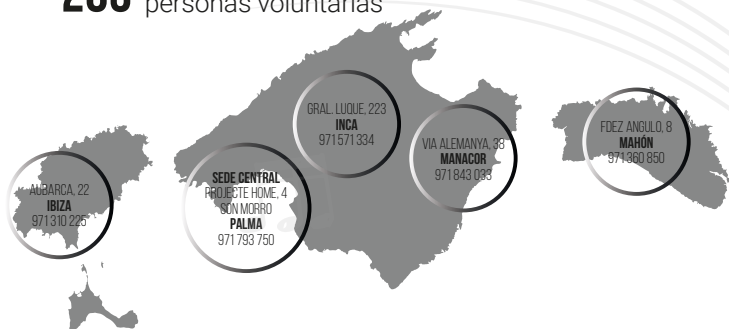 personas voluntarias
GRAL. LUQUE, 223
INCA
971 571 334
VIA ALEMANYA, 38
MANACOR
971 843 033
FDEZ ANGULO, 8
MAHÓN
971 360 850
AUBARCA, 22
IBIZA
971 310 225
SEDE CENTRAL
PROJECTE HOME, 4
SON MORRO
PALMA
971 793 750